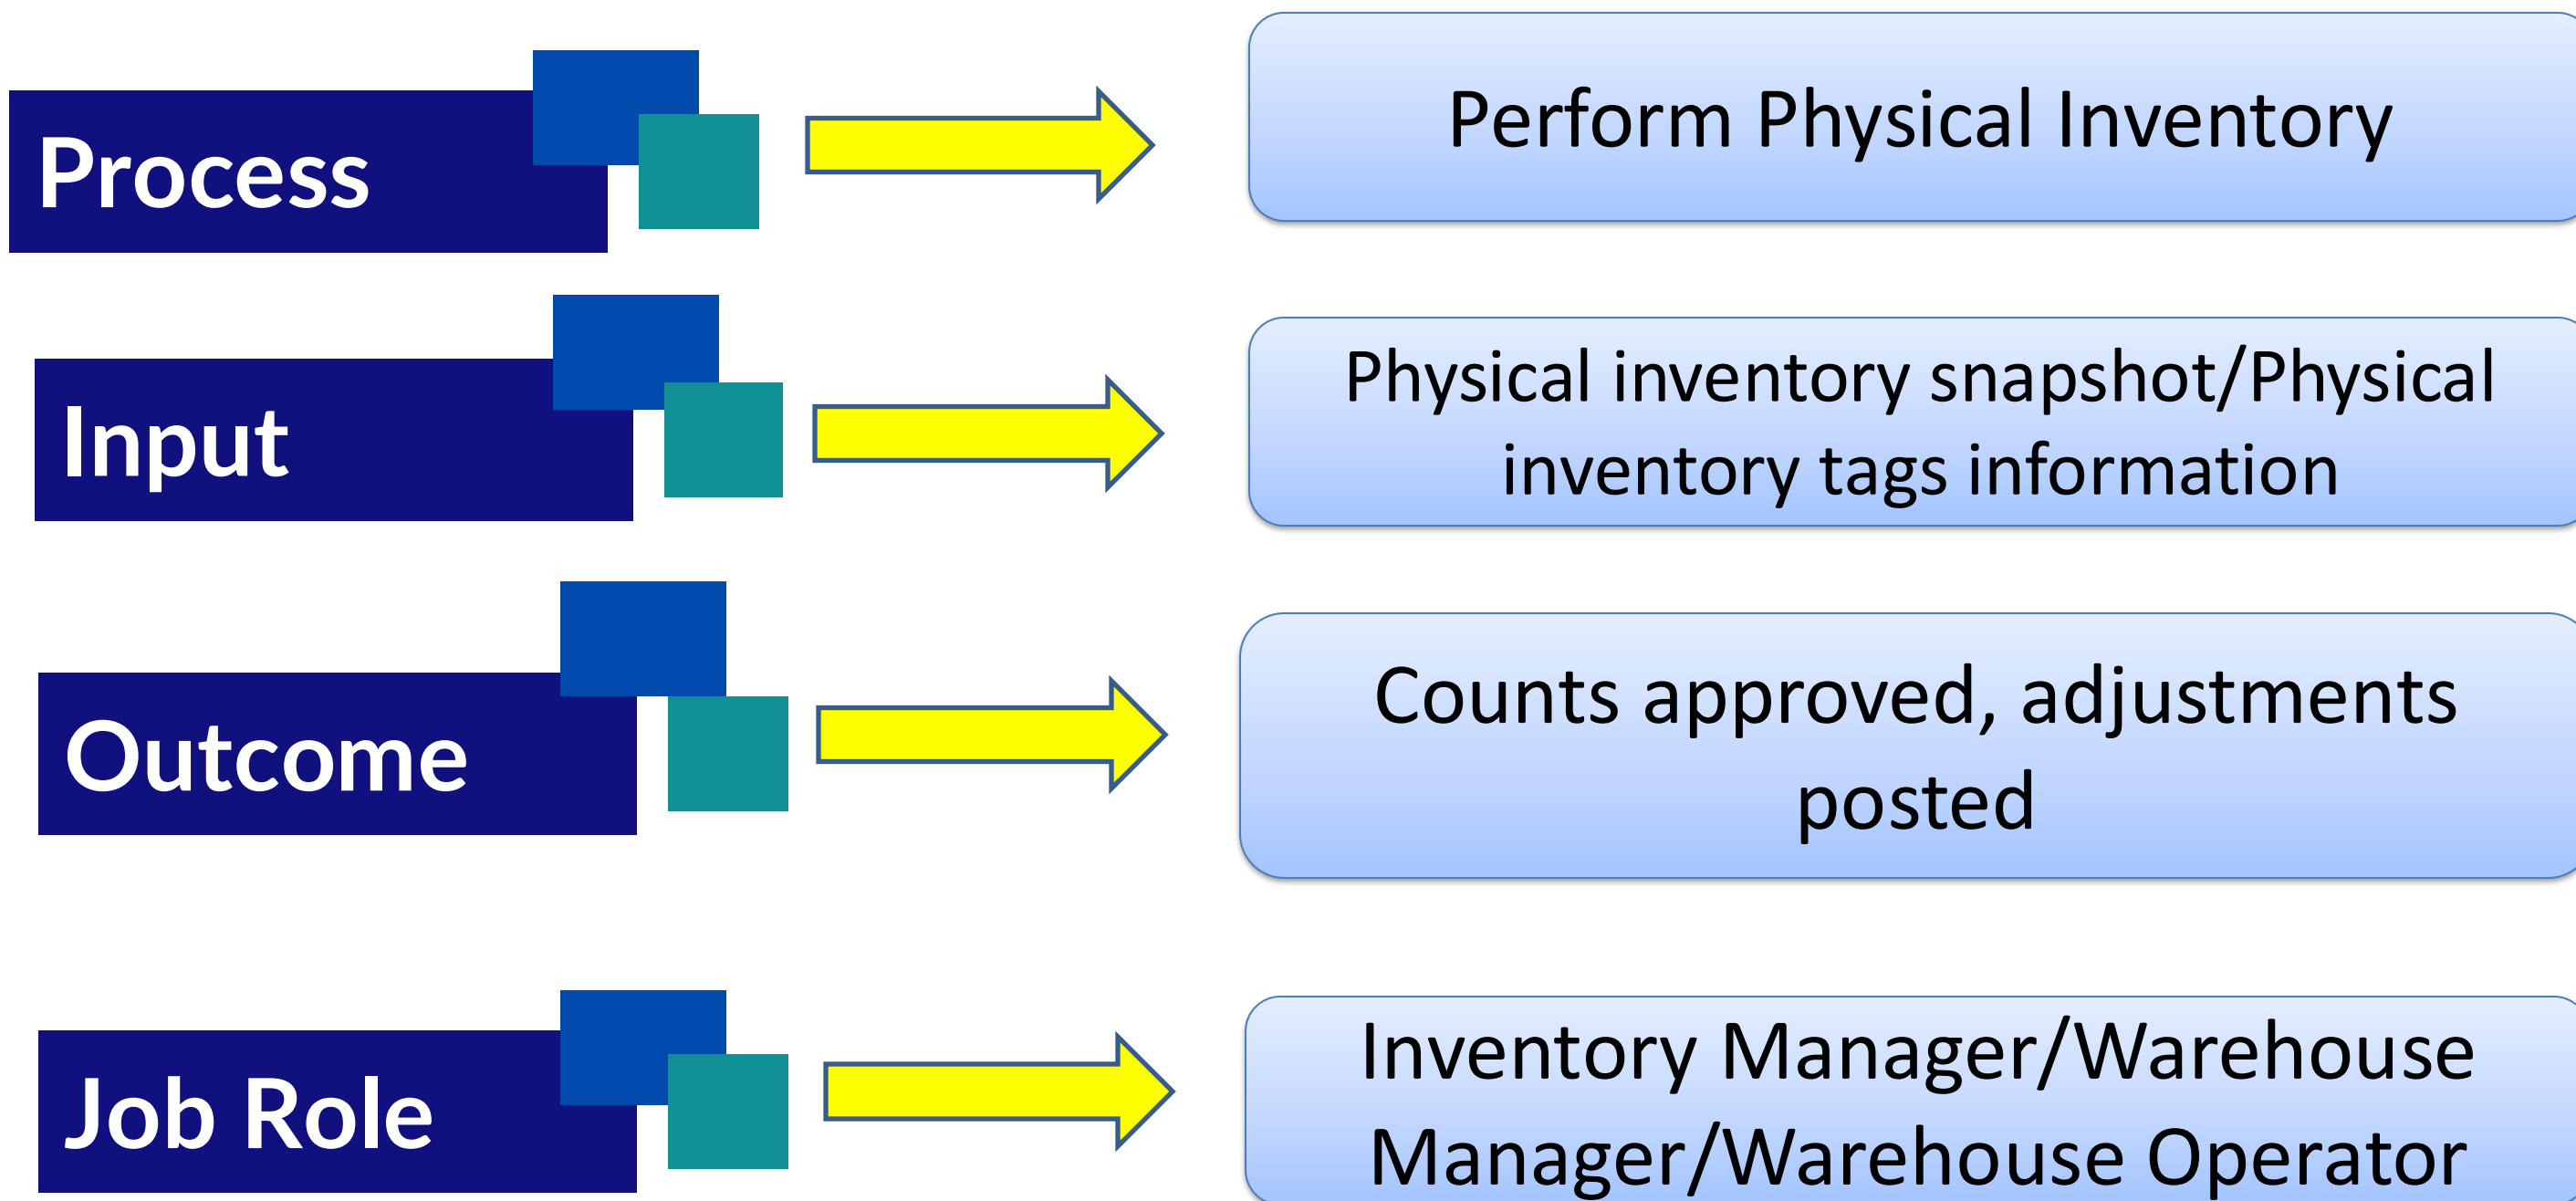 Process
Perform Physical Inventory
Input
Physical inventory snapshot/Physical
inventory tags information
Outcome
Counts approved, adjustments
posted
Job Role
Inventory Manager/Warehouse
Manager/Warehouse Operator